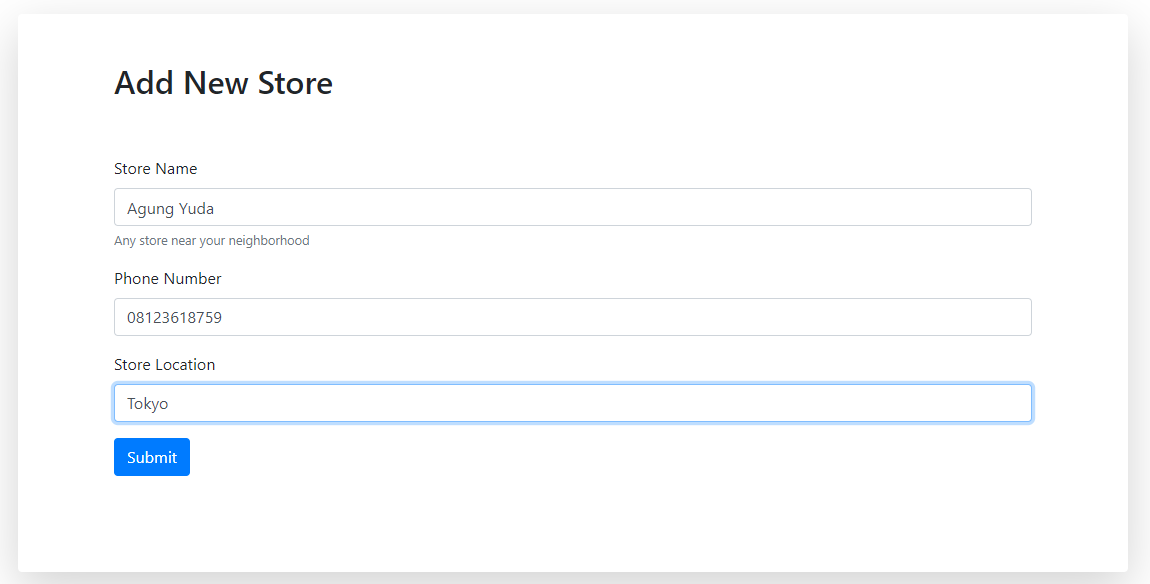 Add New Store
Store Name
Agung Yuda
Any store near your neighborhood
Phone Number
08123618759
Store Location
Tokyo
Submit